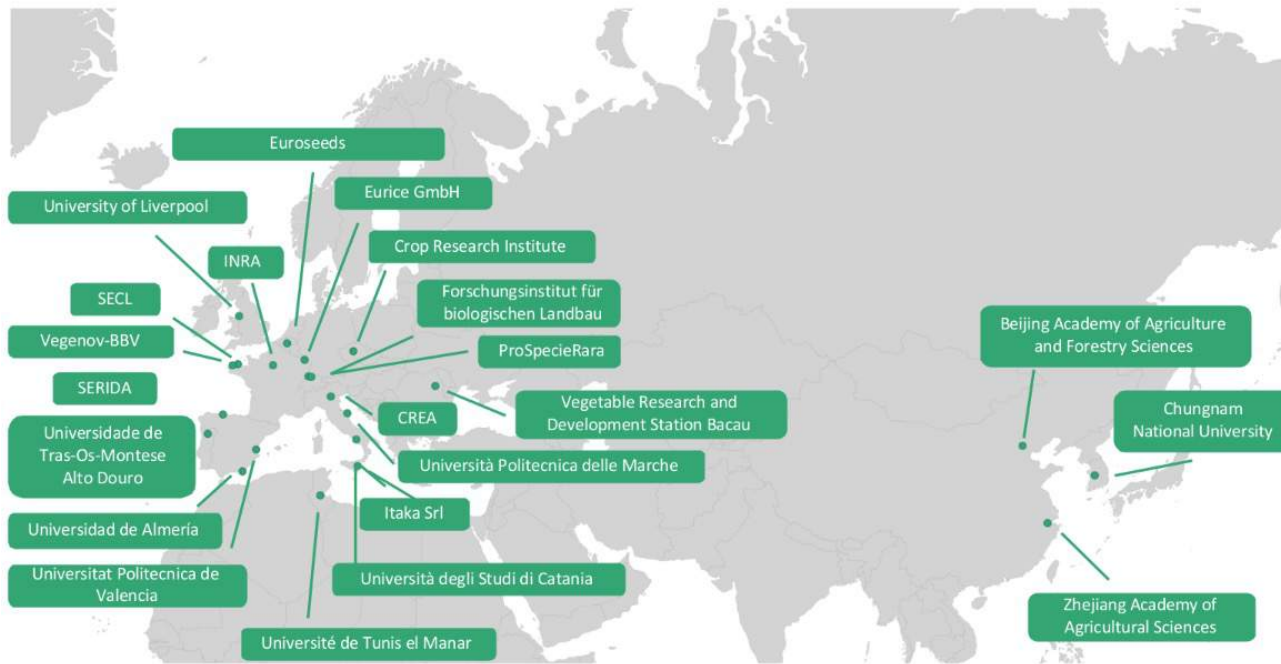 Euroseeds
Eurice GmbH
University of Liverpool
Crop Research Institute
INRA
Forschungsinstitut für
biologischen Landbau
SECL
Vegenov-BBV
ProSpecieRara
SERIDA
Vegetable Research and
Development Station Bacau
CREA
Universidade de
Tras-Os-Montese
Alto Douro
Università Politecnica delle Marche
Itaka Srl
Universidad de Almería
Universitat Politecnica de
Valencia
Università degli Studi di Catania
Université de Tunis el Manar
Beijing Academy of Agriculture
and Forestry Sciences
Chungnam
National University
Zhejiang Academy of
Agricultural Sciences